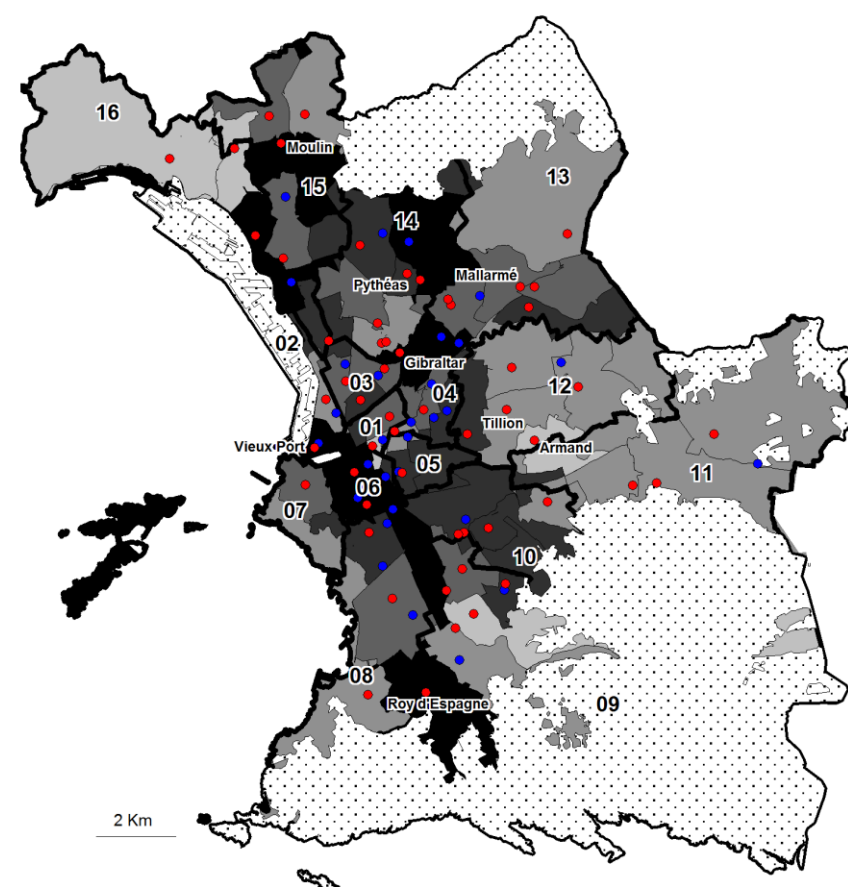 16
Moulin
13
15
14
Mallarmé
Pythéas
02
Gibraltar
03
12
04
Tillion
01
Vieux Port
Armand
05
11
06
07
10
08
Roy d'Espagne
09
2 Km